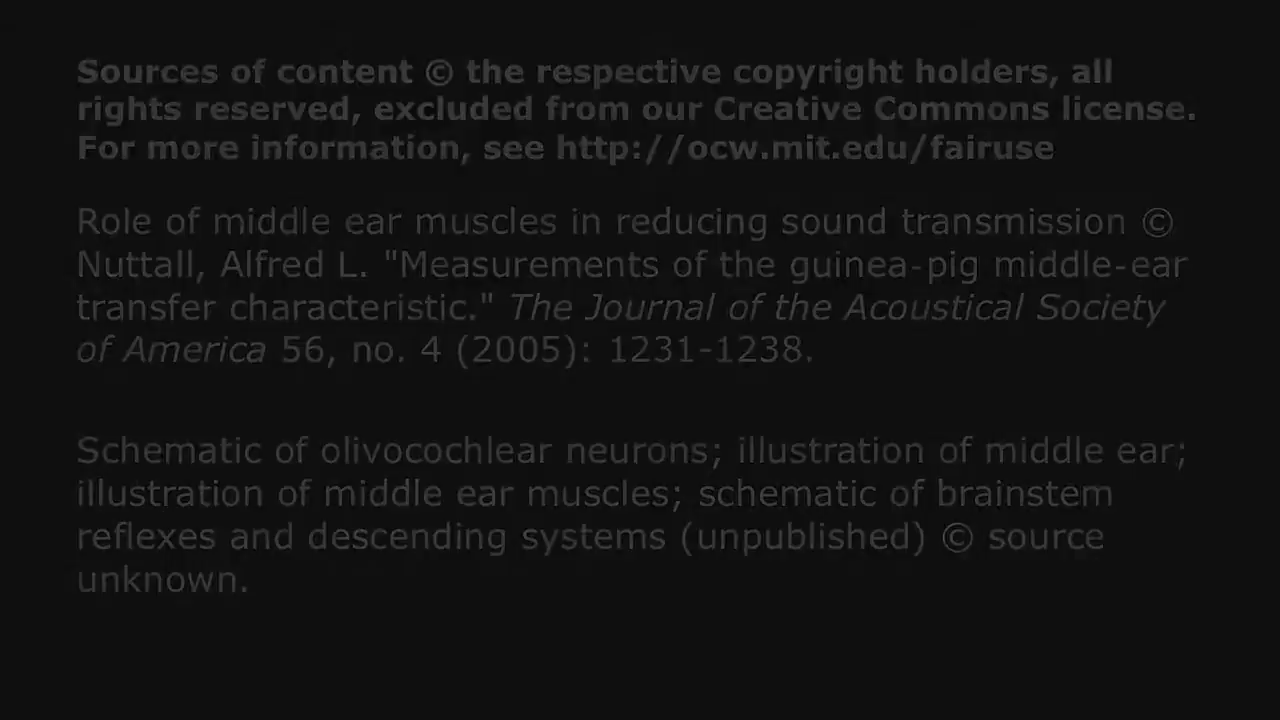 Sources of content © the respective copyright holders, all
rights reserved, excluded from our Creative Commons license.
For more information, see http://ocw.mit.edu/fairuse
Role of middle ear muscles in reducing sound transmission ©
Nuttall, Alfred L. "Measurements of the guinea-pig middle-ear
transfer characteristic." The Journal of the Acoustical Society
of America 56, no. 4 (2005): 1231-1238.
Schematic of olivocochlear neurons; illustration of middle ear;
illustration of middle ear muscles; schematic of brainstem
reflexes and descending systems (unpublished) © source
unknown.